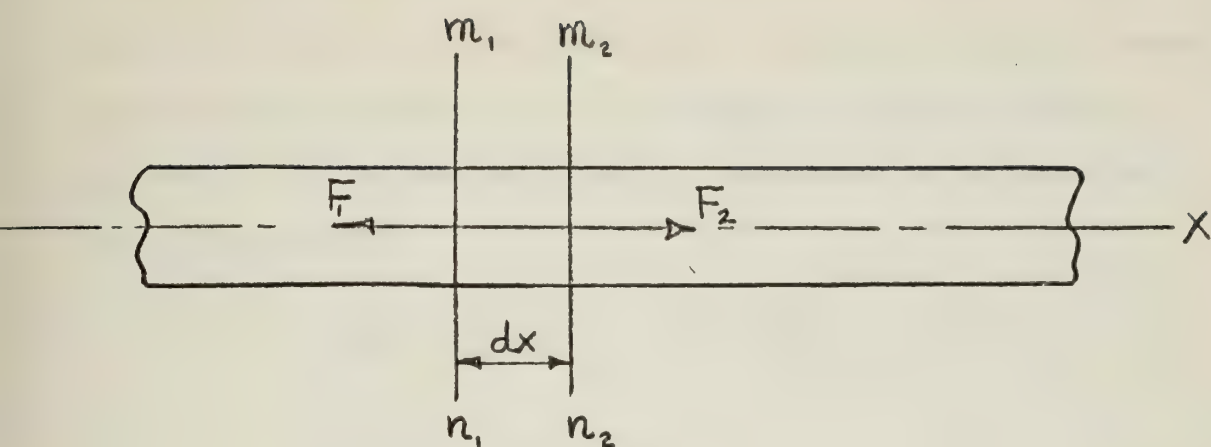 m₁ m₂
F₁ F₂
X
dx
n₁ n₂